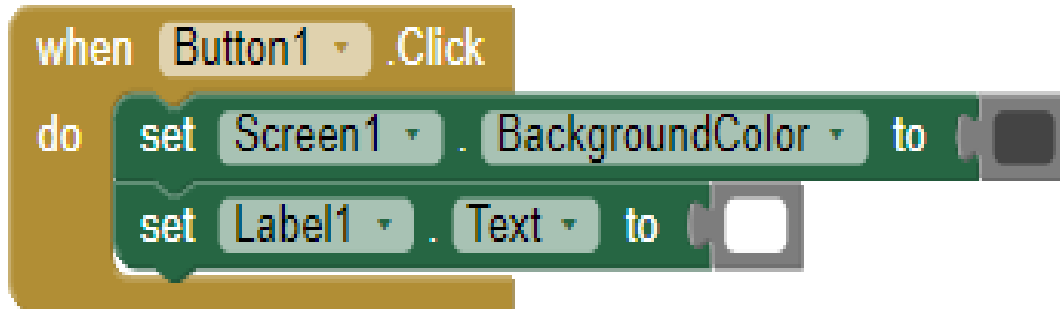 when Button1 .Click
do set Screen1 . BackgroundColor to
set Label1 . Text to